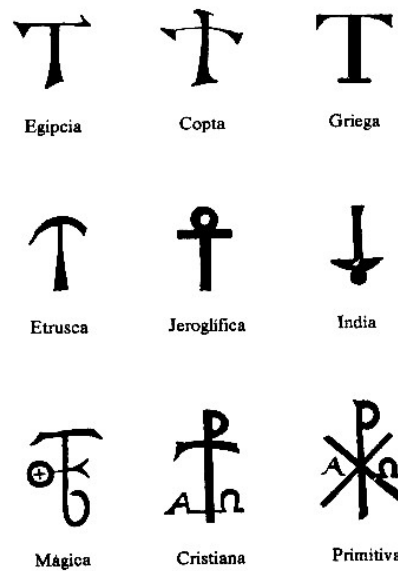 Egipcia Copta Griega
Etrusca Jeroglífica India
Α Ω Α Ω
Mágica Cristiana Primitiva